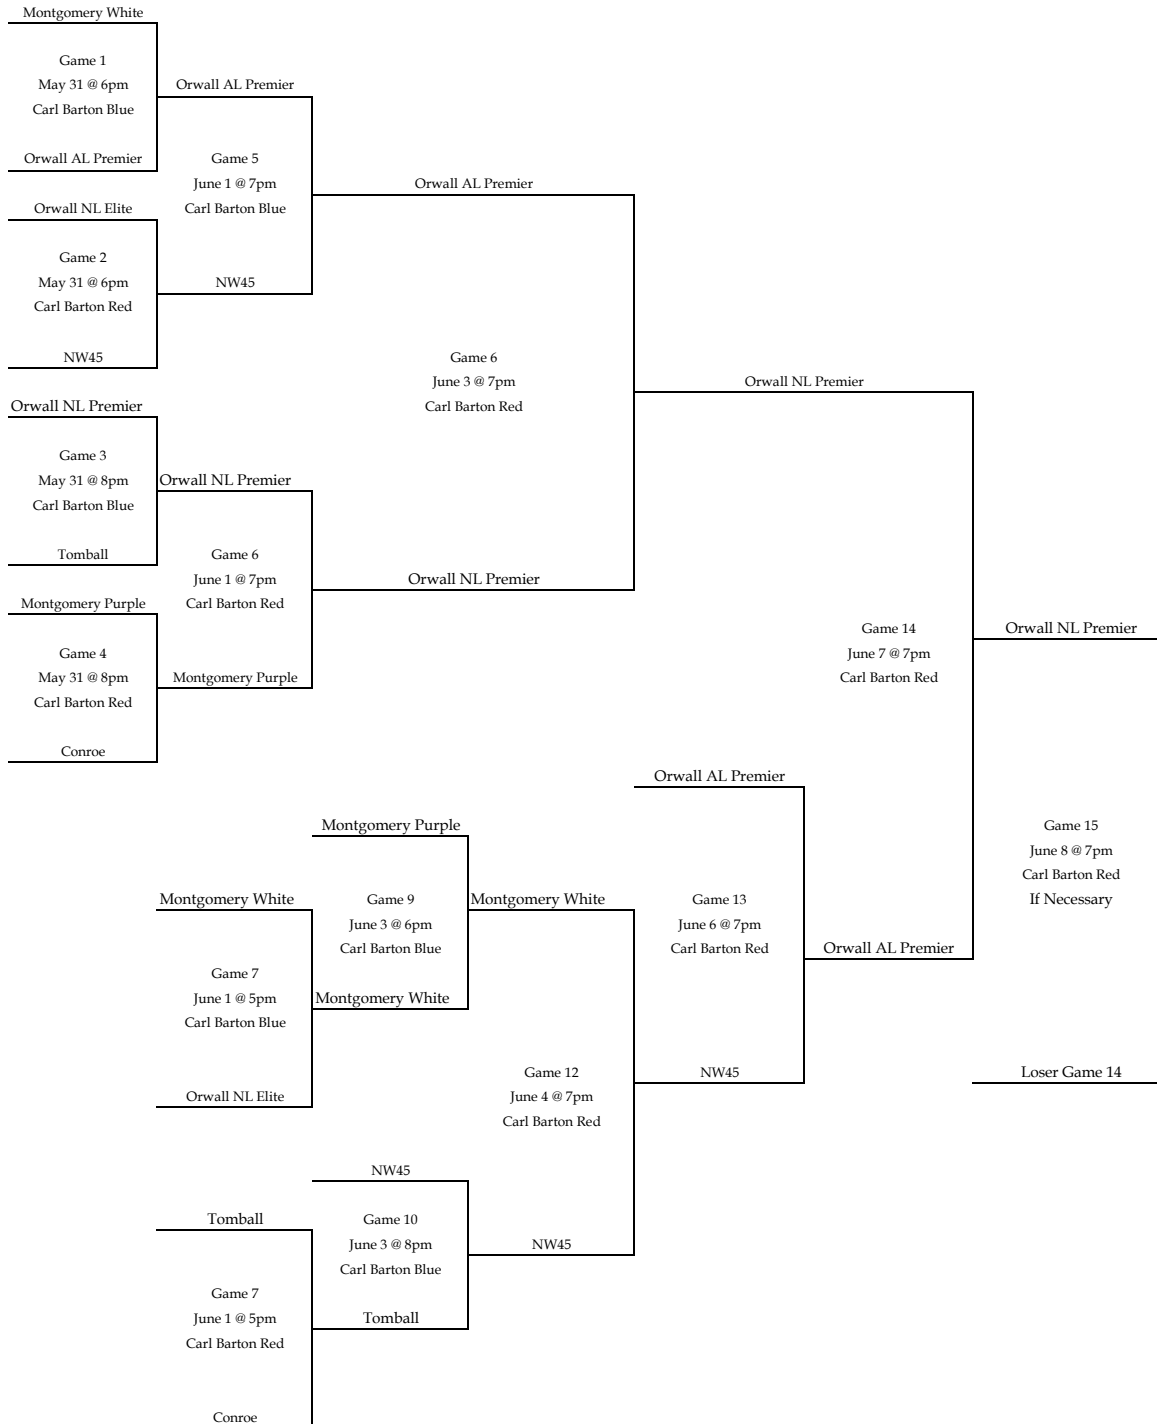 Montgomery White
Game 1
May 31 @ 6pm
Carl Barton Blue
Orwall AL Premier
Orwall AL Premier
Game 5
June 1 @ 7pm
Carl Barton Blue
NW45
Orwall NL Elite
Game 2
May 31 @ 6pm
Carl Barton Red
NW45
Orwall AL Premier
Game 6
June 3 @ 7pm
Carl Barton Red
Orwall NL Premier
Orwall NL Premier
Game 3
May 31 @ 8pm
Carl Barton Blue
Tomball
Orwall NL Premier
Game 6
June 1 @ 7pm
Carl Barton Red
Montgomery Purple
Montgomery Purple
Game 4
May 31 @ 8pm
Carl Barton Red
Conroe
Orwall NL Premier
Game 14
June 7 @ 7pm
Carl Barton Red
Orwall AL Premier
Orwall NL Premier
Game 15
June 8 @ 7pm
Carl Barton Red
If Necessary
Loser Game 14
Orwall AL Premier
Game 13
June 6 @ 7pm
Carl Barton Red
NW45
Montgomery Purple
Game 9
June 3 @ 6pm
Carl Barton Blue
Montgomery White
Montgomery White
Game 7
June 1 @ 5pm
Carl Barton Blue
Orwall NL Elite
Montgomery White
Game 12
June 4 @ 7pm
Carl Barton Red
NW45
NW45
Game 10
June 3 @ 8pm
Carl Barton Blue
Tomball
Tomball
Game 7
June 1 @ 5pm
Carl Barton Red
Conroe